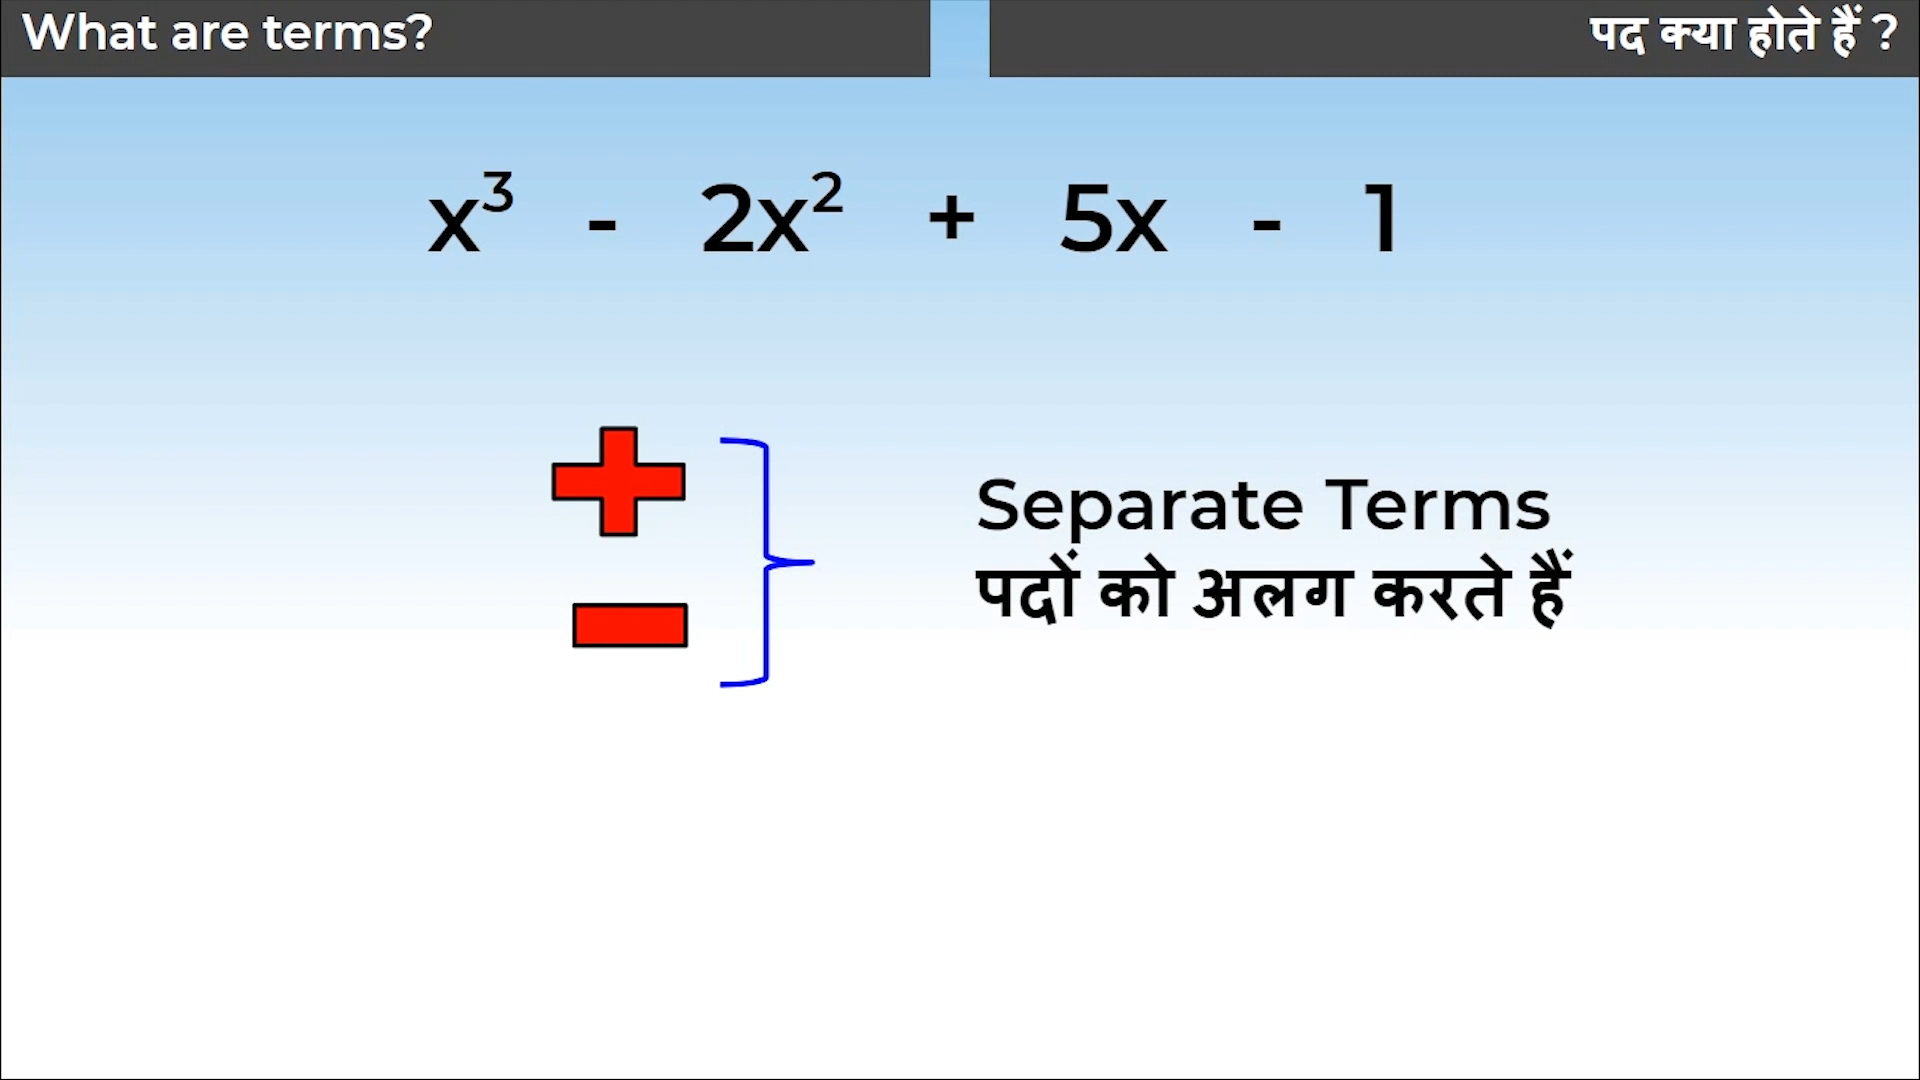 What are terms?
पद क्या होते हैं ?
x³ - 2x² + 5x - 1
Separate Terms
पदों को अलग करते हैं